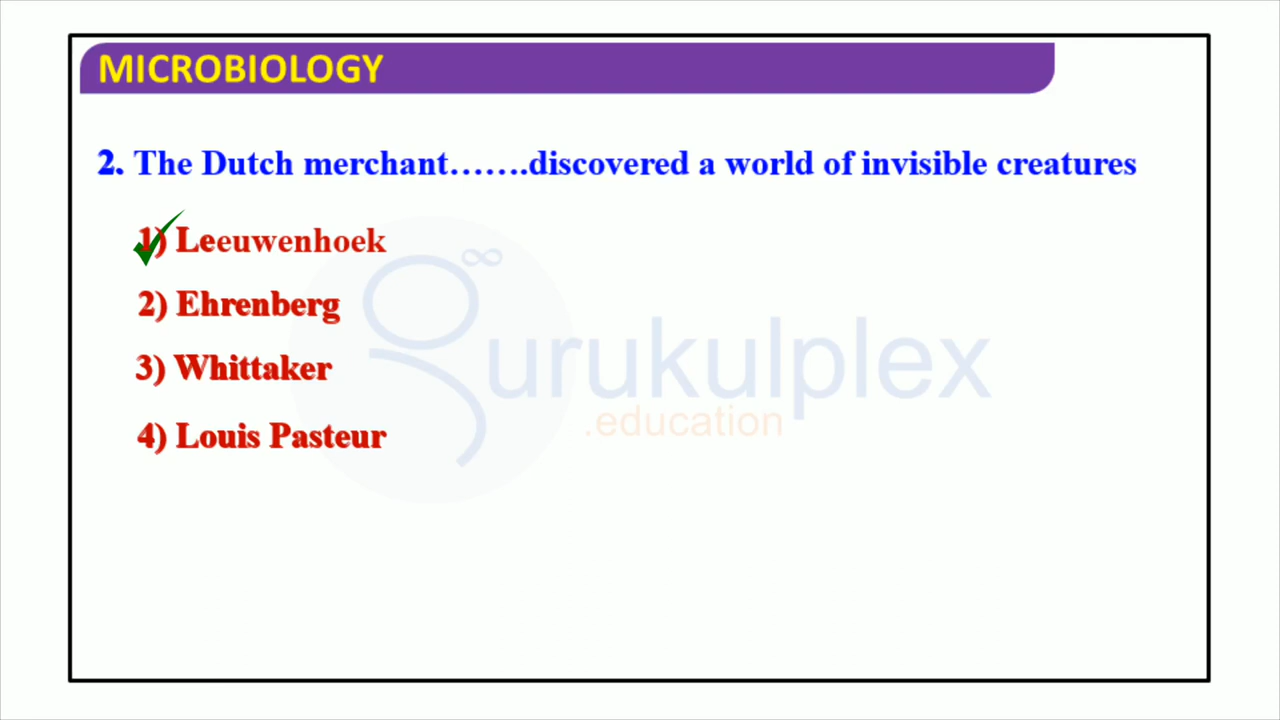 MICROBIOLOGY
2. The Dutch merchant…….discovered a world of invisible creatures
1) Leeuwenhoek
2) Ehrenberg
3) Whittaker
4) Louis Pasteur
gurukulplex
.education